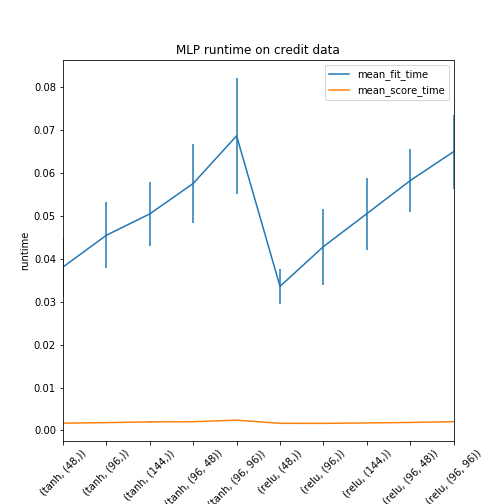 MLP runtime on credit data
mean_fit_time
mean_score_time
runtime
0.08
0.07
0.06
0.05
0.04
0.03
0.02
0.01
0.00
(tanh, (48,))
(tanh, (96,))
(tanh, (144,))
(tanh, (96, 48))
(tanh, (96, 96))
(relu, (48,))
(relu, (96,))
(relu, (144,))
(relu, (96, 48))
(relu, (96, 96))